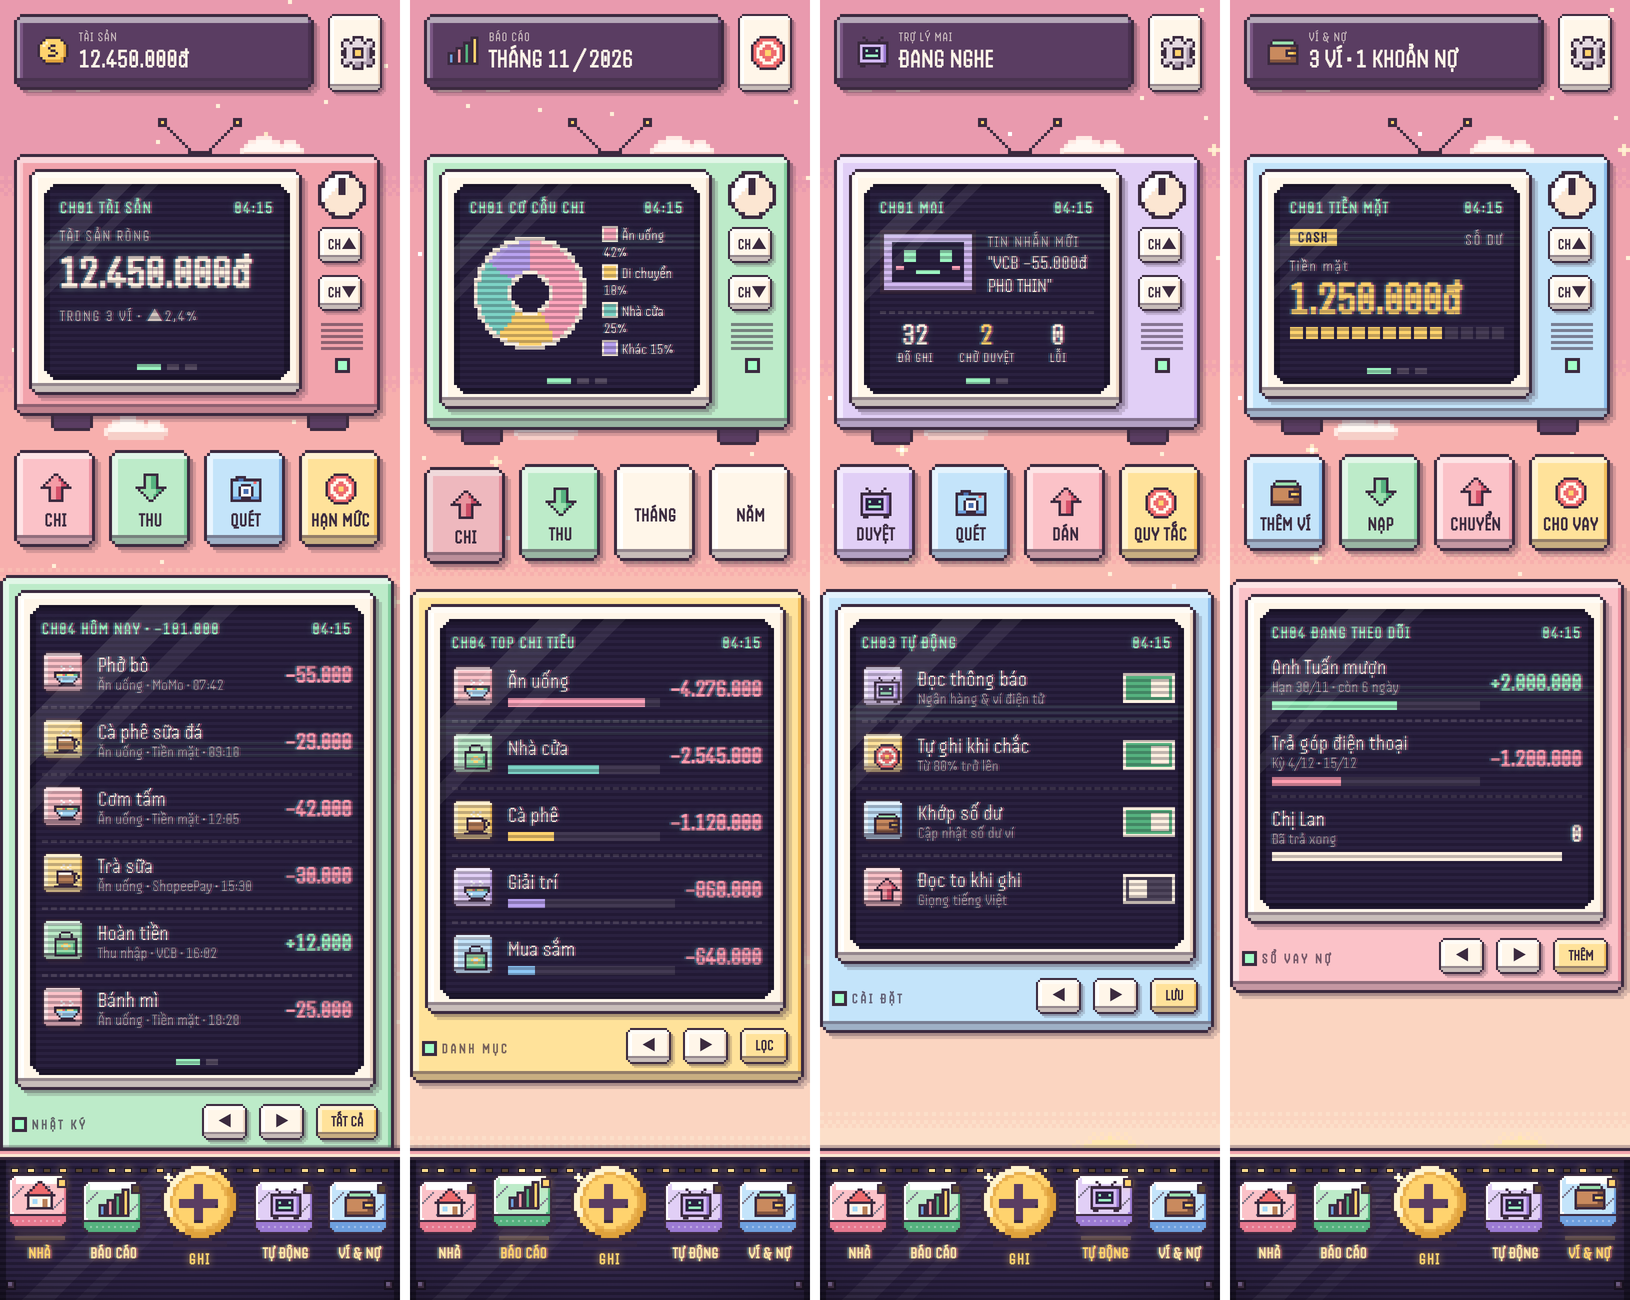 TÀI SẢN
12.450.000đ
CH01 TÀI SẢN 04:15
TÀI SẢN RÒNG
12.450.000đ
TRONG 3 VÍ · ▲2,4%
CH▲
CH▼
CHI
THU
QUÉT
HẠN MỨC
CH04 HÔM NAY · -181.000 04:15
Phở bò
Ăn uống · MoMo · 07:42
-55.000
Cà phê sữa đá
Ăn uống · Tiền mặt · 09:10
-29.000
Cơm tấm
Ăn uống · Tiền mặt · 12:05
-42.000
Trà sữa
Ăn uống · ShopeePay · 15:30
-30.000
Hoàn tiền
Thu nhập · VCB · 16:02
+12.000
Bánh mì
Ăn uống · Tiền mặt · 18:20
-25.000
NHẬT KÝ
◀
▶
TẤT CẢ
NHÀ
BÁO CÁO
GHI
TỰ ĐỘNG
VÍ & NỢ
BÁO CÁO
THÁNG 11/2026
CH01 CƠ CẤU CHI 04:15
Ăn uống
42%
Di chuyển
18%
Nhà cửa
25%
Khác 15%
CH▲
CH▼
CHI
THU
THÁNG
NĂM
CH04 TOP CHI TIÊU 04:15
Ăn uống
-4.276.000
Nhà cửa
-2.545.000
Cà phê
-1.120.000
Giải trí
-860.000
Mua sắm
-640.000
DANH MỤC
◀
▶
LỌC
NHÀ
BÁO CÁO
GHI
TỰ ĐỘNG
VÍ & NỢ
TRỢ LÝ MAI
ĐANG NGHE
CH01 MAI 04:15
TIN NHẮN MỚI
"VCB -55.000đ
PHO THIN"
32
ĐÃ GHI
2
CHỜ DUYỆT
0
LỖI
CH▲
CH▼
DUYỆT
QUÉT
DÁN
QUY TẮC
CH03 TỰ ĐỘNG 04:15
Đọc thông báo
Ngân hàng & ví điện tử
Tự ghi khi chắc
Từ 80% trở lên
Khớp số dư
Cập nhật số dư ví
Đọc to khi ghi
Giọng tiếng Việt
CÀI ĐẶT
◀
▶
LƯU
NHÀ
BÁO CÁO
GHI
TỰ ĐỘNG
VÍ & NỢ
VÍ & NỢ
3 VÍ · 1 KHOẢN NỢ
CH01 TIỀN MẶT 04:15
CASH
SỐ DƯ
Tiền mặt
1.250.000đ
CH▲
CH▼
THÊM VÍ
NẠP
CHUYỂN
CHO VAY
CH04 ĐANG THEO DÕI 04:15
Anh Tuấn mượn
Hạn 30/11 · còn 6 ngày
+2.000.000
Trả góp điện thoại
Kỳ 4/12 · 15/12
-1.200.000
Chị Lan
Đã trả xong
0
SỔ VAY NỢ
◀
▶
THÊM
NHÀ
BÁO CÁO
GHI
TỰ ĐỘNG
VÍ & NỢ